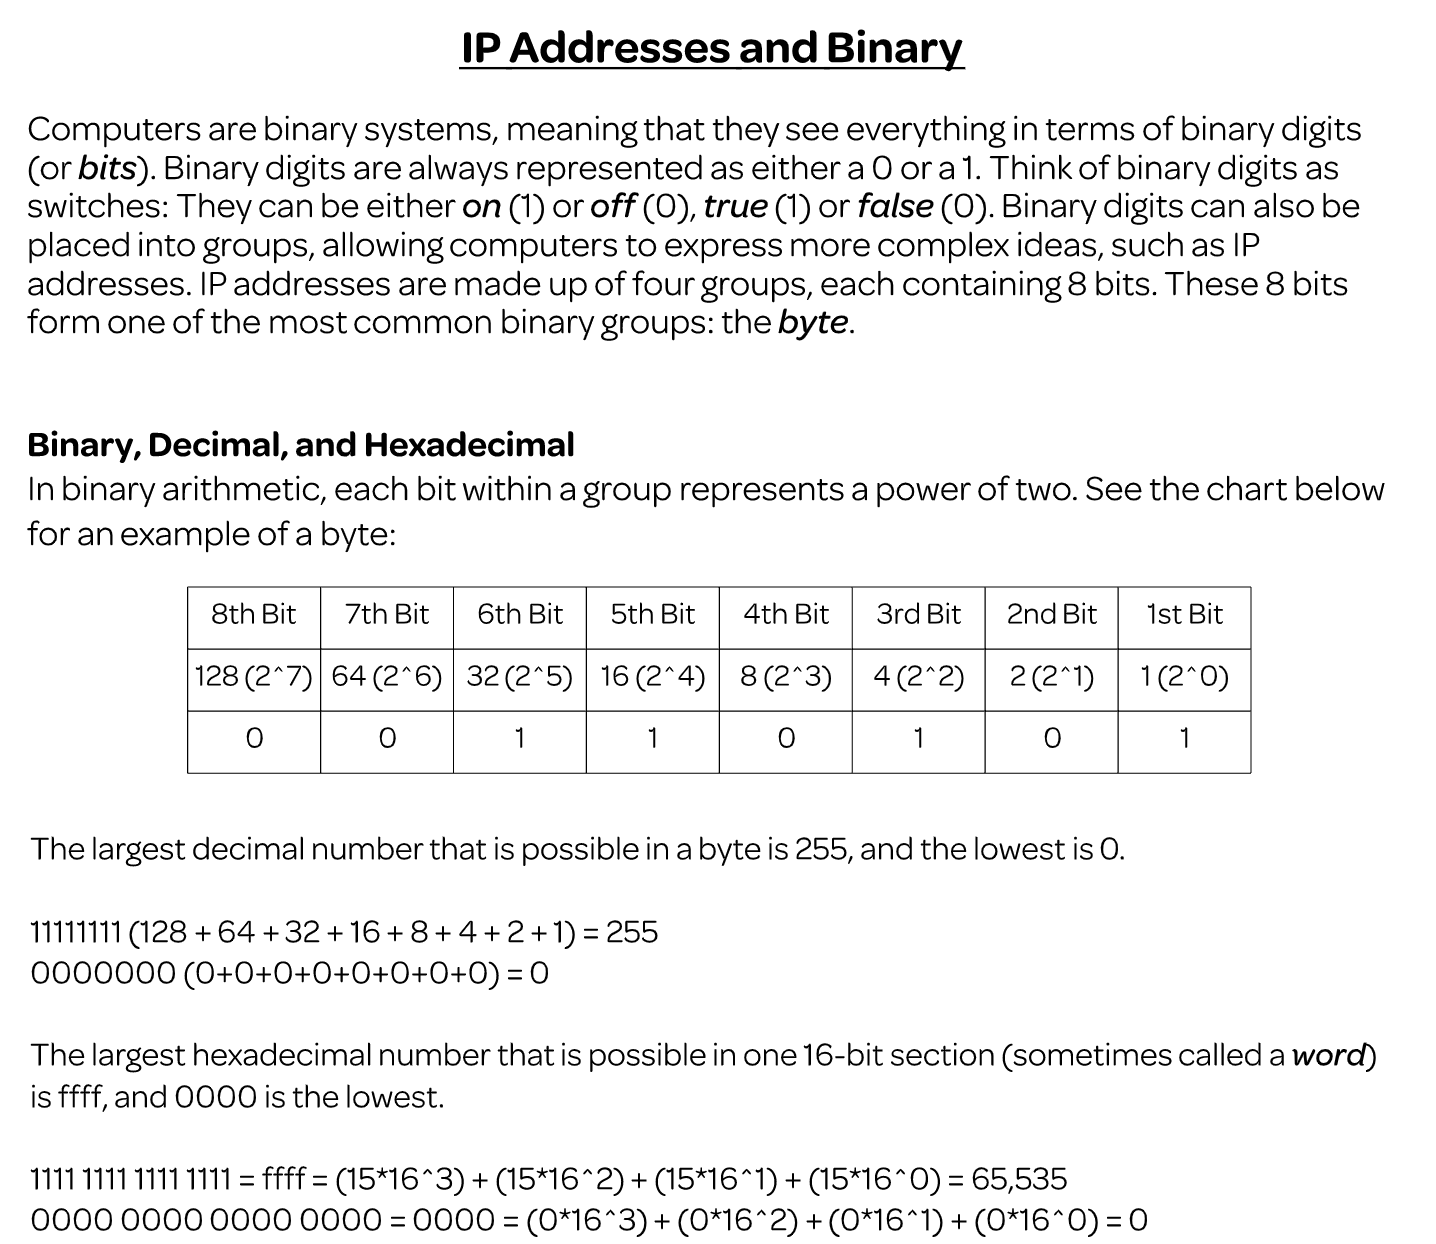 IP Addresses and Binary
Computers are binary systems, meaning that they see everything in terms of binary digits
(or bits). Binary digits are always represented as either a 0 or a 1. Think of binary digits as
switches: They can be either on (1) or off (0), true (1) or false (0). Binary digits can also be
placed into groups, allowing computers to express more complex ideas, such as IP
addresses. IP addresses are made up of four groups, each containing 8 bits. These 8 bits
form one of the most common binary groups: the byte.
Binary, Decimal, and Hexadecimal
In binary arithmetic, each bit within a group represents a power of two. See the chart below
for an example of a byte:
8th Bit 7th Bit 6th Bit 5th Bit 4th Bit 3rd Bit 2nd Bit 1st Bit
128 (2^7) 64 (2^6) 32 (2^5) 16 (2^4) 8 (2^3) 4 (2^2) 2 (2^1) 1 (2^0)
0 0 1 1 0 1 0 1
The largest decimal number that is possible in a byte is 255, and the lowest is 0.
11111111 (128 + 64 + 32 + 16 + 8 + 4 + 2 + 1) = 255
0000000 (0+0+0+0+0+0+0+0) = 0
The largest hexadecimal number that is possible in one 16-bit section (sometimes called a word)
is ffff, and 0000 is the lowest.
1111 1111 1111 1111 = ffff = (15*16^3) + (15*16^2) + (15*16^1) + (15*16^0) = 65,535
0000 0000 0000 0000 = 0000 = (0*16^3) + (0*16^2) + (0*16^1) + (0*16^0) = 0